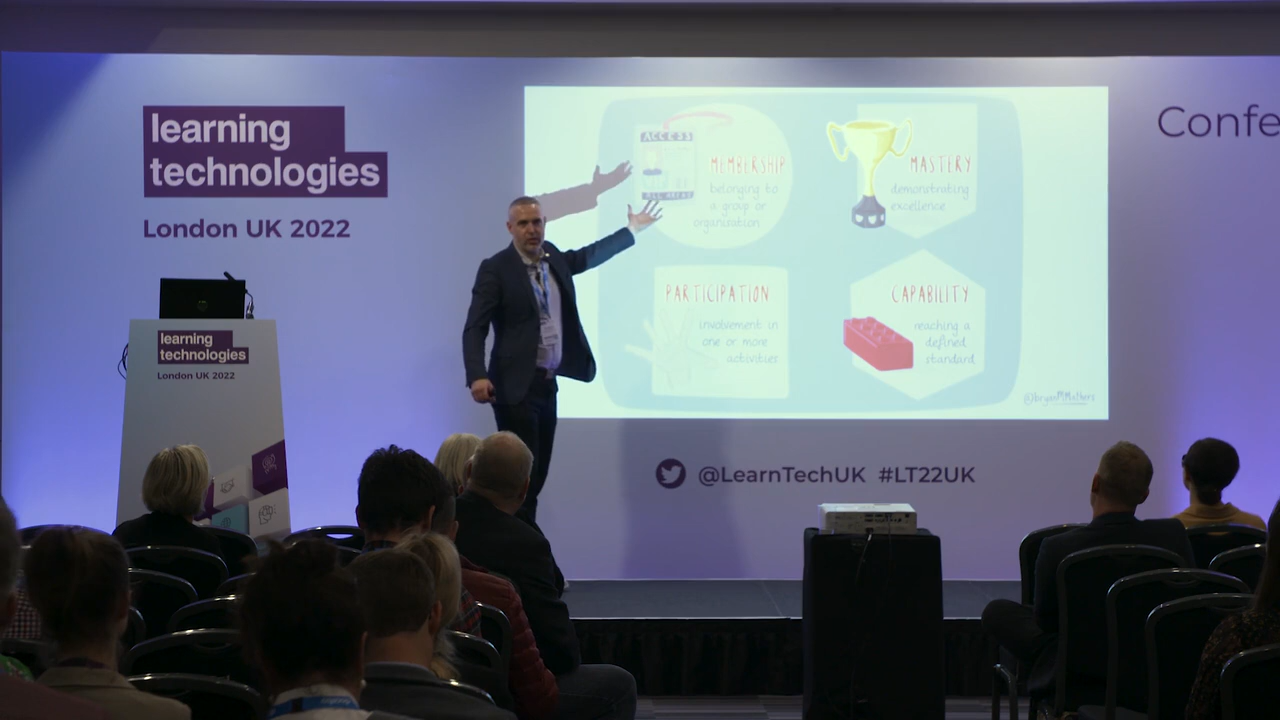 learning
technologies
London UK 2022
Confe
ACCESS
ALL AREAS
MEMBERSHIP
belonging to
a group or
organisation
MASTERY
demonstrating
excellence
PARTICIPATION
involvement in
one or more
activities
CAPABILITY
reaching a
defined
standard
@bryanMMathers
learning
technologies
London UK 2022
@LearnTechUK #LT22UK